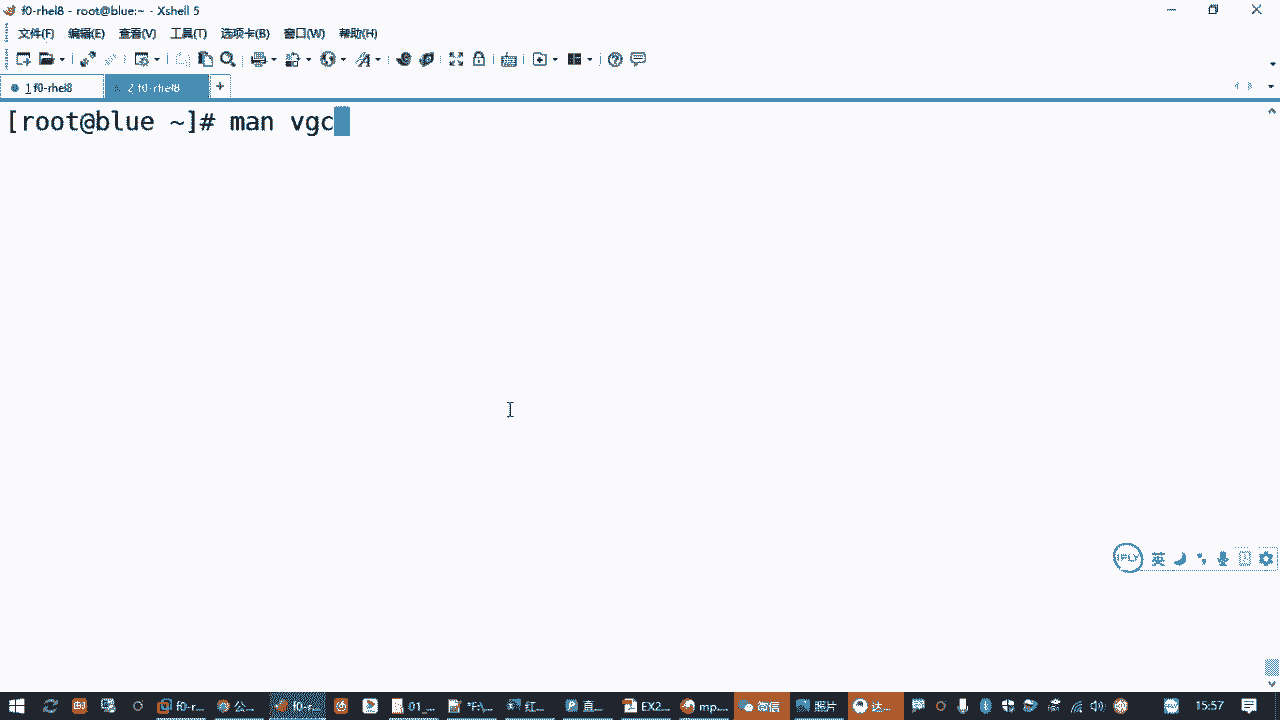 f0-rhel8 - root@blue:~ - Xshell 5
文件(F) 编辑(E) 查看(V) 工具(T) 选项卡(B) 窗口(W) 帮助(H)
1 f0-rhel8 2 f0-rhel8 +
[root@blue ~]# man vgc
iFLY 英
f0-r... 公... f0-r... 01_... *F:\... 红... 直... EX2... mp... 微信 照片 达... 15:57